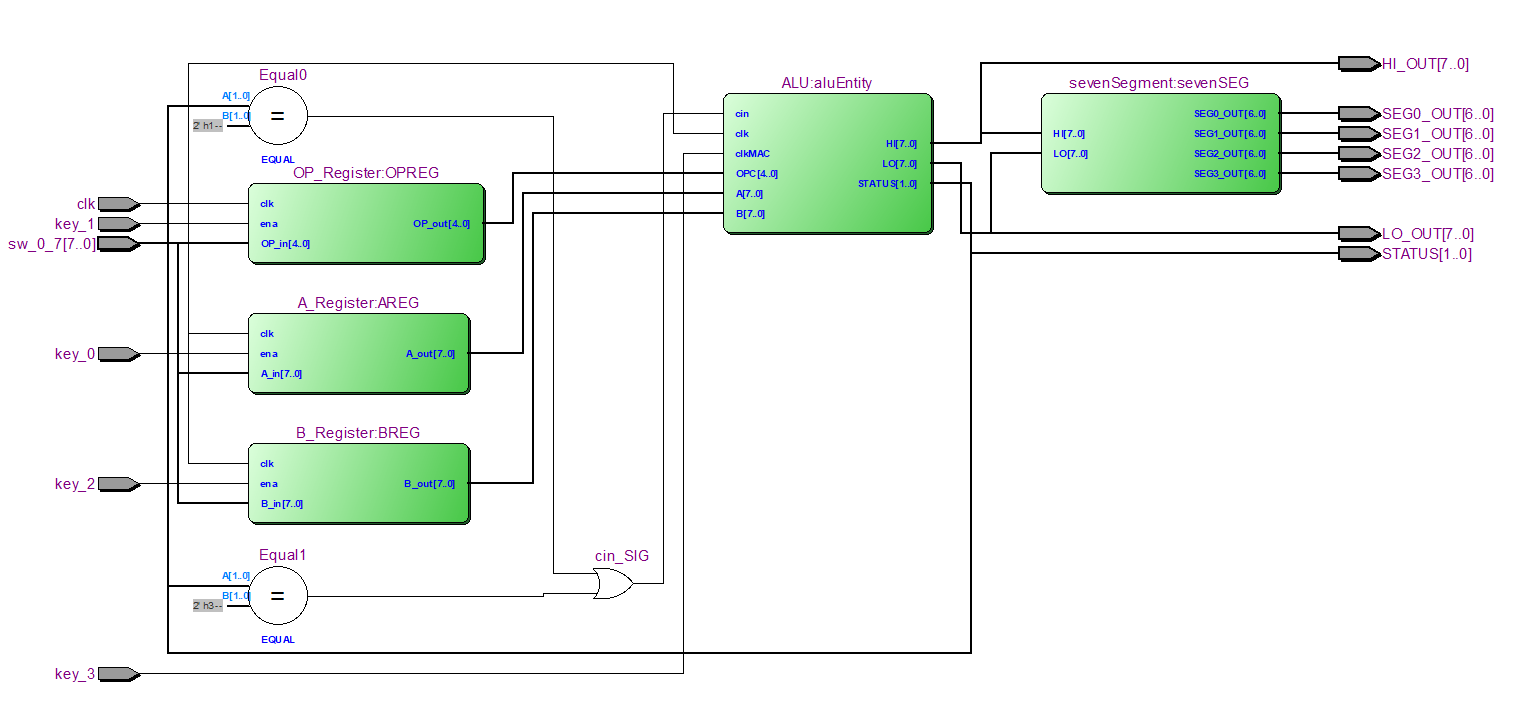 Equal0
A[1..0]
B[1..0]
2' h1--
=
EQUAL
OP_Register:OPREG
clk
key_1
sw_0_7[7..0]
clk
ena
OP_in[4..0]
OP_out[4..0]
A_Register:AREG
key_0
clk
ena
A_in[7..0]
A_out[7..0]
B_Register:BREG
key_2
clk
ena
B_in[7..0]
B_out[7..0]
Equal1
A[1..0]
B[1..0]
2' h3--
=
EQUAL
cin_SIG
key_3
ALU:aluEntity
cin
clk
clkMAC
OPC[4..0]
A[7..0]
B[7..0]
HI[7..0]
LO[7..0]
STATUS[1..0]
sevenSegment:sevenSEG
HI[7..0]
LO[7..0]
SEG0_OUT[6..0]
SEG1_OUT[6..0]
SEG2_OUT[6..0]
SEG3_OUT[6..0]
HI_OUT[7..0]
SEG0_OUT[6..0]
SEG1_OUT[6..0]
SEG2_OUT[6..0]
SEG3_OUT[6..0]
LO_OUT[7..0]
STATUS[1..0]